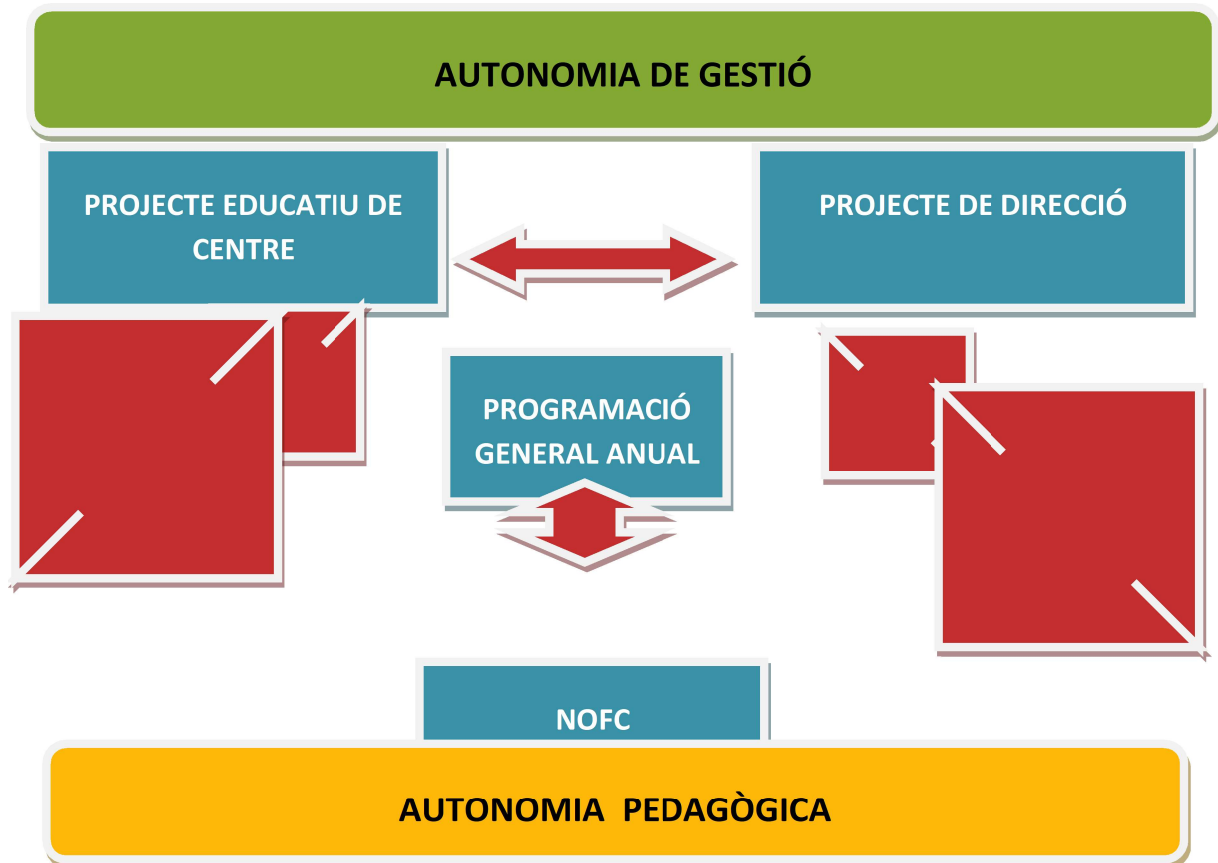 AUTONOMIA DE GESTIÓ
PROJECTE EDUCATIU DE
CENTRE
PROJECTE DE DIRECCIÓ
PROGRAMACIÓ
GENERAL ANUAL
NOFC
AUTONOMIA PEDAGÒGICA